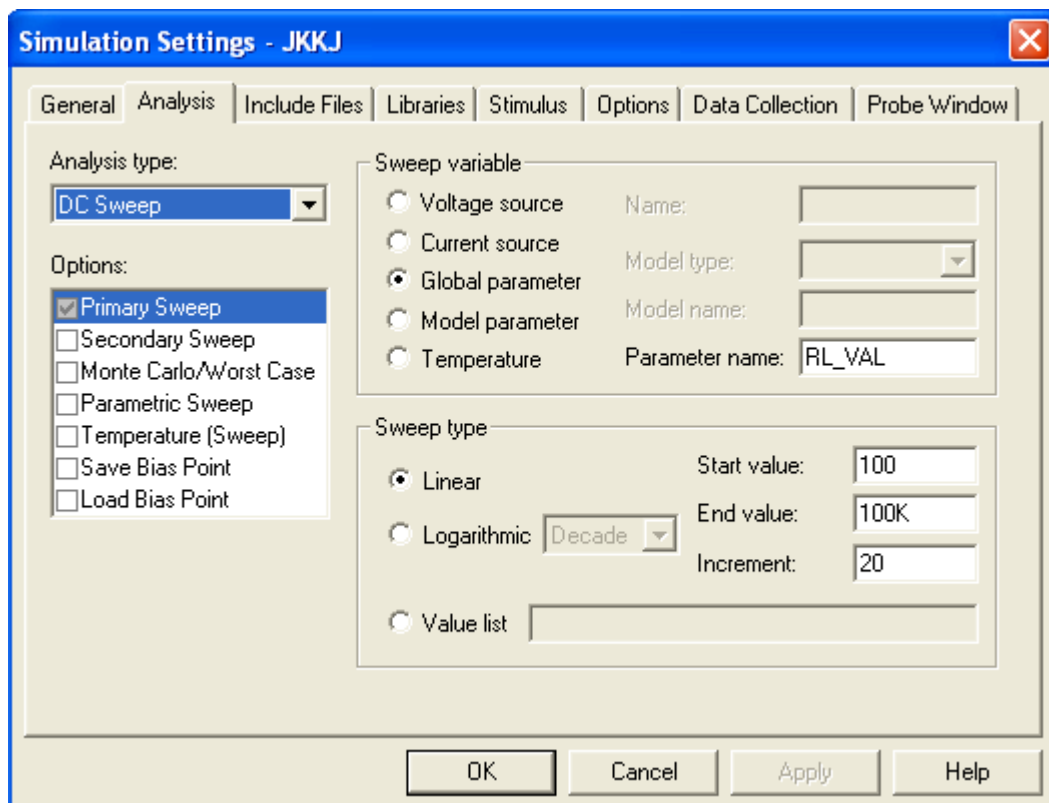 Simulation Settings - JKKJ
General Analysis Include Files Libraries Stimulus Options Data Collection Probe Window
Analysis type:
DC Sweep
Options:
Primary Sweep
Secondary Sweep
Monte Carlo/Worst Case
Parametric Sweep
Temperature (Sweep)
Save Bias Point
Load Bias Point
Sweep variable
Voltage source Name:
Current source
Model type:
Global parameter
Model name:
Model parameter
Temperature Parameter name: RL_VAL
Sweep type
Start value: 100
Linear
End value: 100K
Logarithmic Decade
Increment: 20
Value list
OK Cancel Apply Help